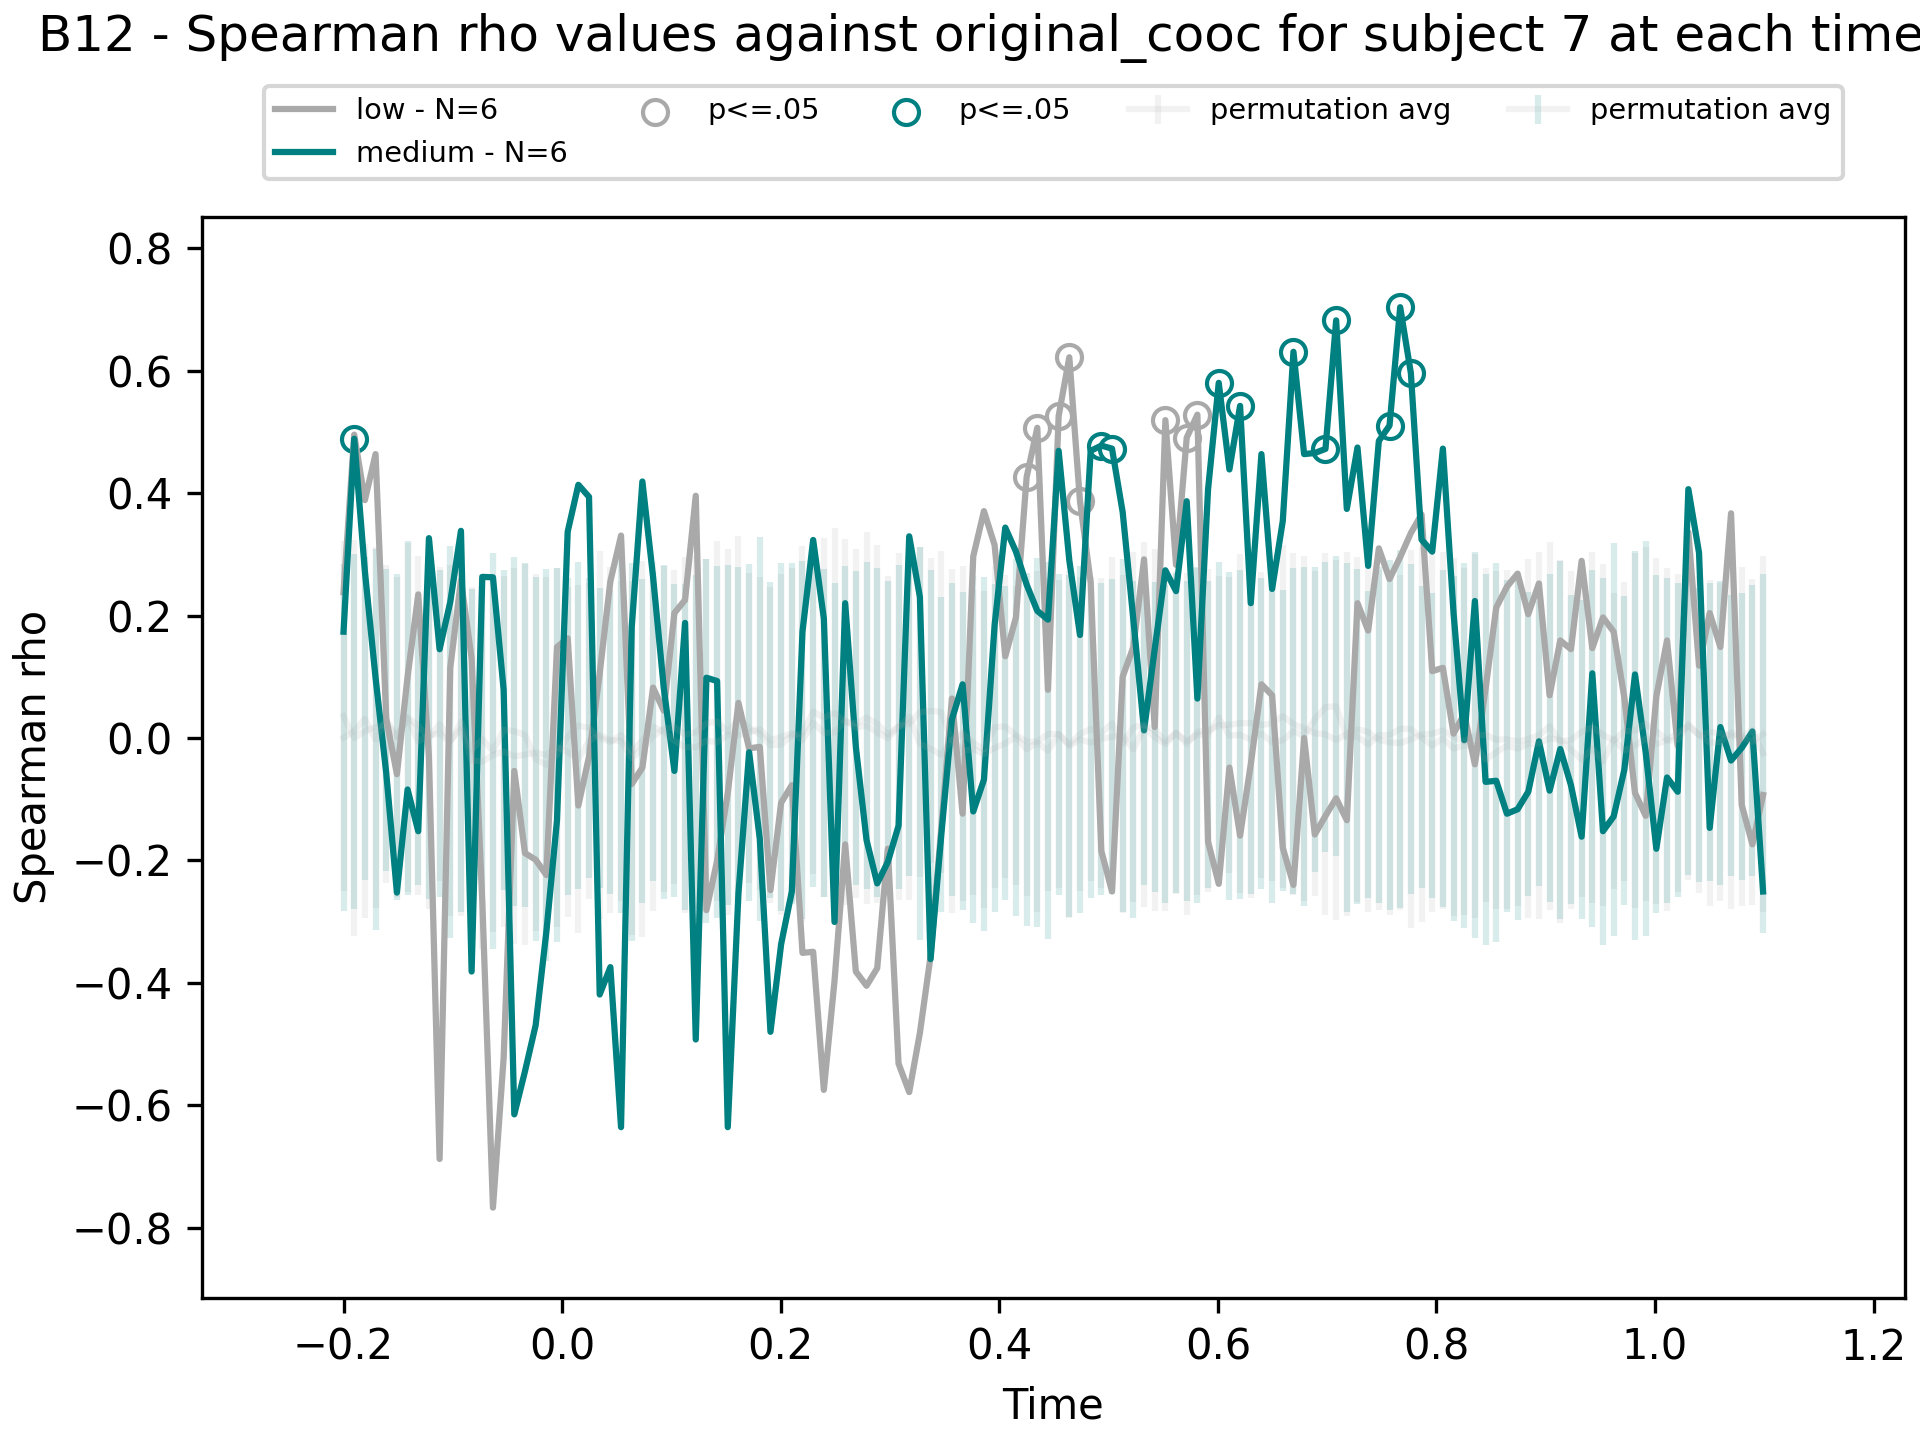 B12 - Spearman rho values against original_cooc for subject 7 at each time
low - N=6
medium - N=6
p<=.05
p<=.05
permutation avg
permutation avg
Spearman rho
0.8
0.6
0.4
0.2
0.0
−0.2
−0.4
−0.6
−0.8
−0.2 0.0 0.2 0.4 0.6 0.8 1.0 1.2
Time